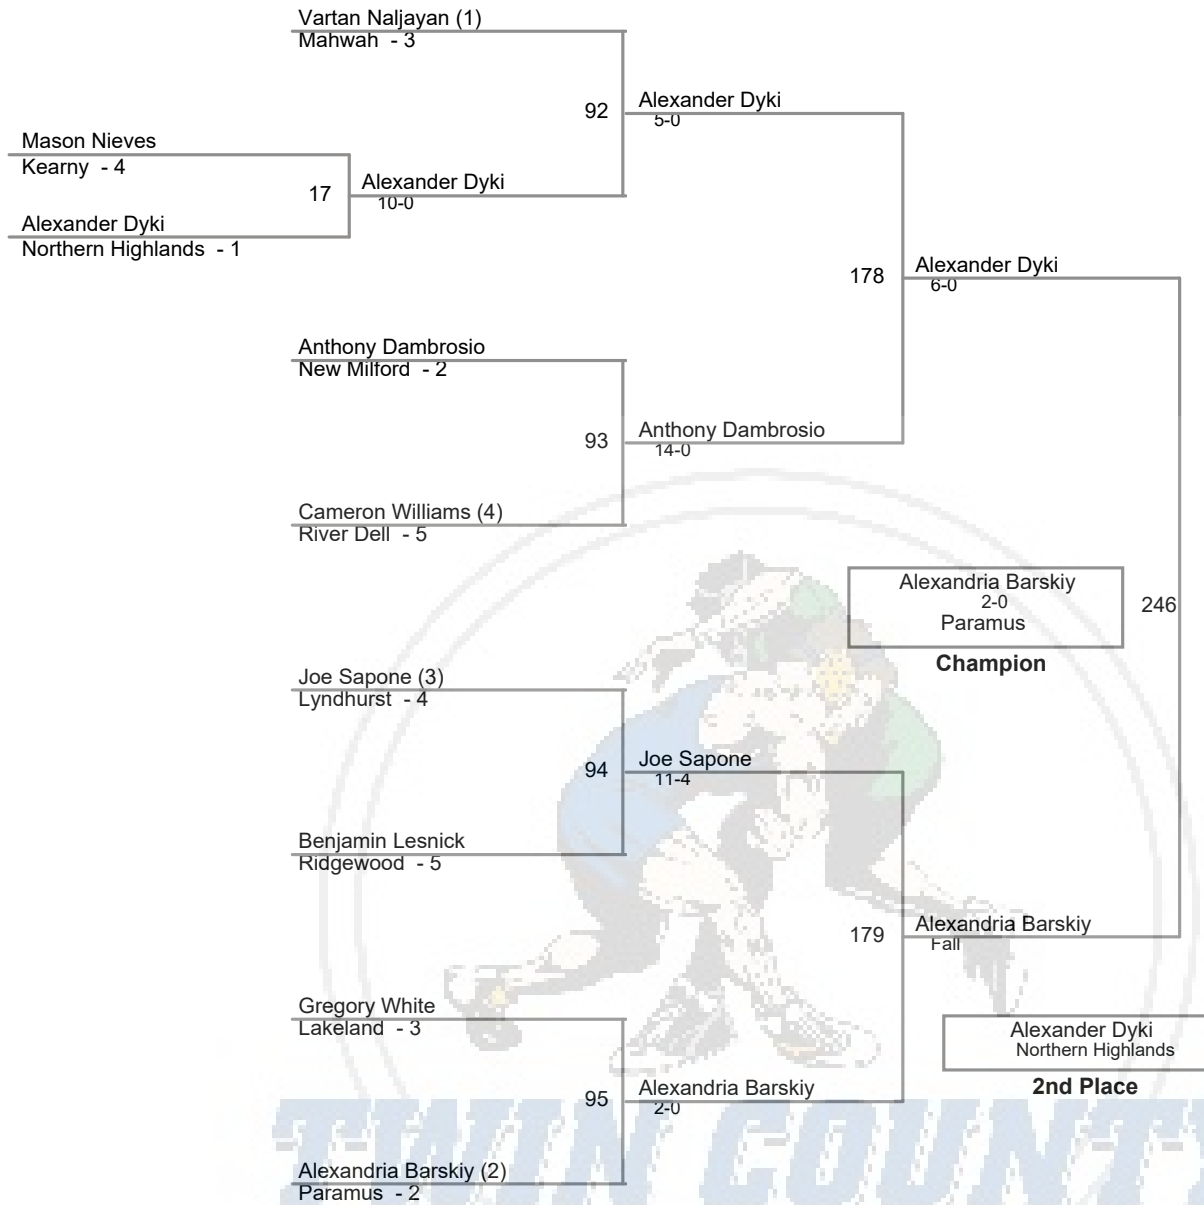 Vartan Naljayan (1)
Mahwah - 3
92
Alexander Dyki
5-0
Mason Nieves
Kearny - 4
17
Alexander Dyki
10-0
Alexander Dyki
Northern Highlands - 1
178
Alexander Dyki
6-0
Anthony Dambrosio
New Milford - 2
93
Anthony Dambrosio
14-0
Cameron Williams (4)
River Dell - 5
Alexandria Barskiy
2-0
Paramus
246
Champion
Joe Sapone (3)
Lyndhurst - 4
94
Joe Sapone
11-4
Benjamin Lesnick
Ridgewood - 5
179
Alexandria Barskiy
Fall
Gregory White
Lakeland - 3
Alexander Dyki
Northern Highlands
2nd Place
95
Alexandria Barskiy
2-0
Alexandria Barskiy (2)
Paramus - 2
TWIN COUNTY